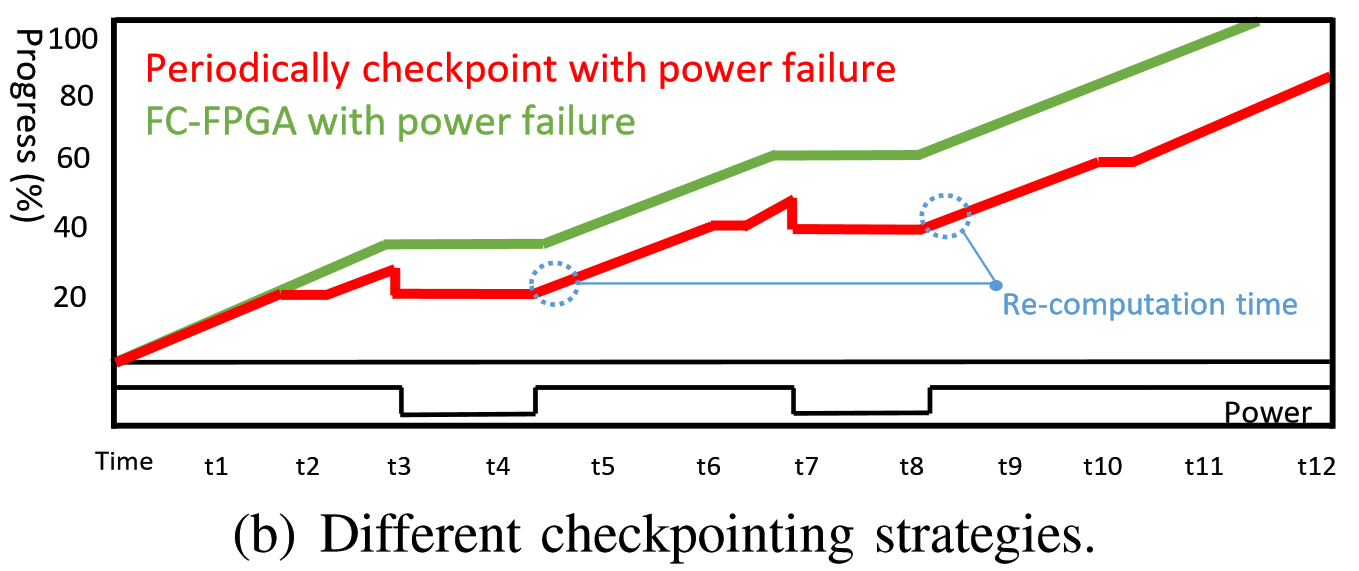 Progress (%)
100
80
60
40
20
Periodically checkpoint with power failure
FC-FPGA with power failure
Re-computation time
Power
Time t1 t2 t3 t4 t5 t6 t7 t8 t9 t10 t11 t12
(b) Different checkpointing strategies.